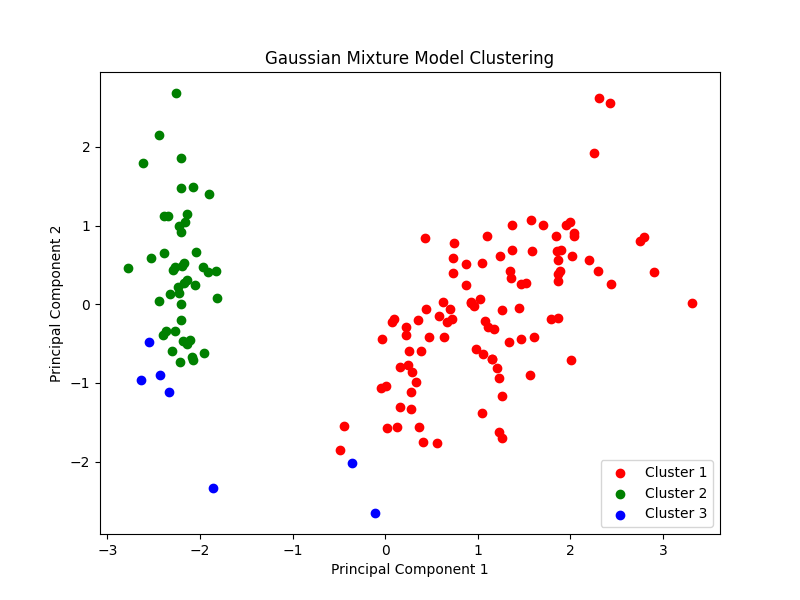 Gaussian Mixture Model Clustering
Principal Component 2
2
1
0
−1
−2
−3
−2
−1
0
1
2
3
Principal Component 1
Cluster 1
Cluster 2
Cluster 3